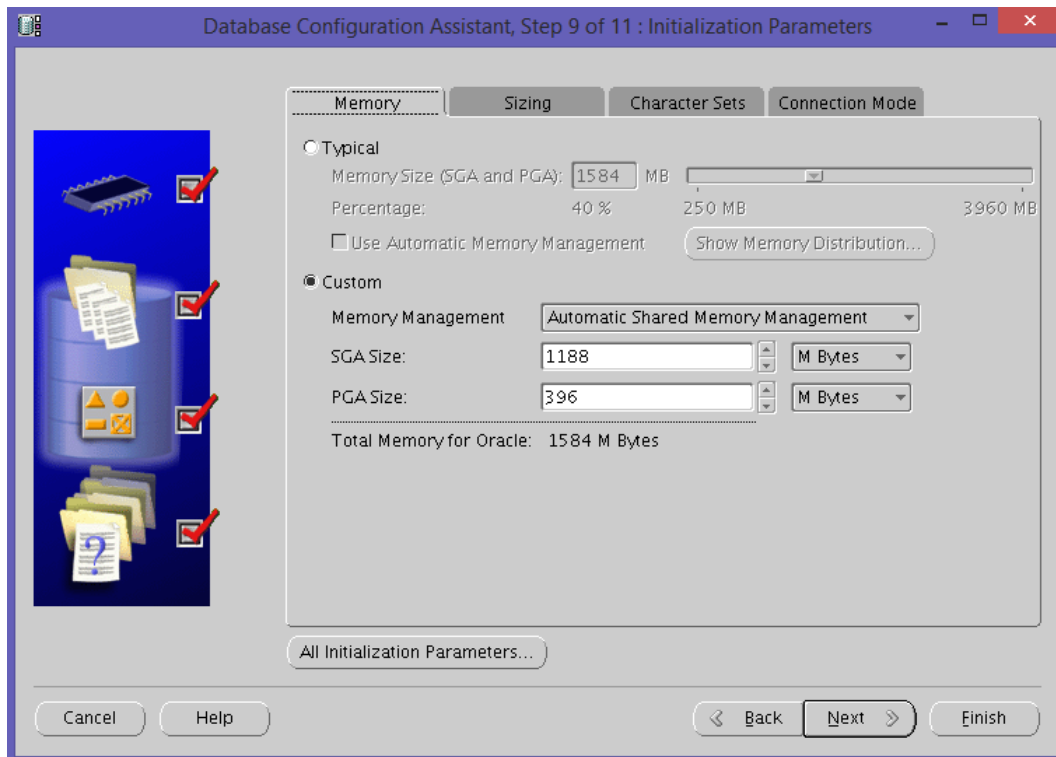 Database Configuration Assistant, Step 9 of 11 : Initialization Parameters
Memory Sizing Character Sets Connection Mode
Typical
Memory Size (SGA and PGA): 1584 MB
Percentage: 40 % 250 MB 3960 MB
Use Automatic Memory Management Show Memory Distribution...
Custom
Memory Management Automatic Shared Memory Management
SGA Size: 1188 M Bytes
PGA Size: 396 M Bytes
Total Memory for Oracle: 1584 M Bytes
?
All Initialization Parameters...
Cancel Help Back Next Finish